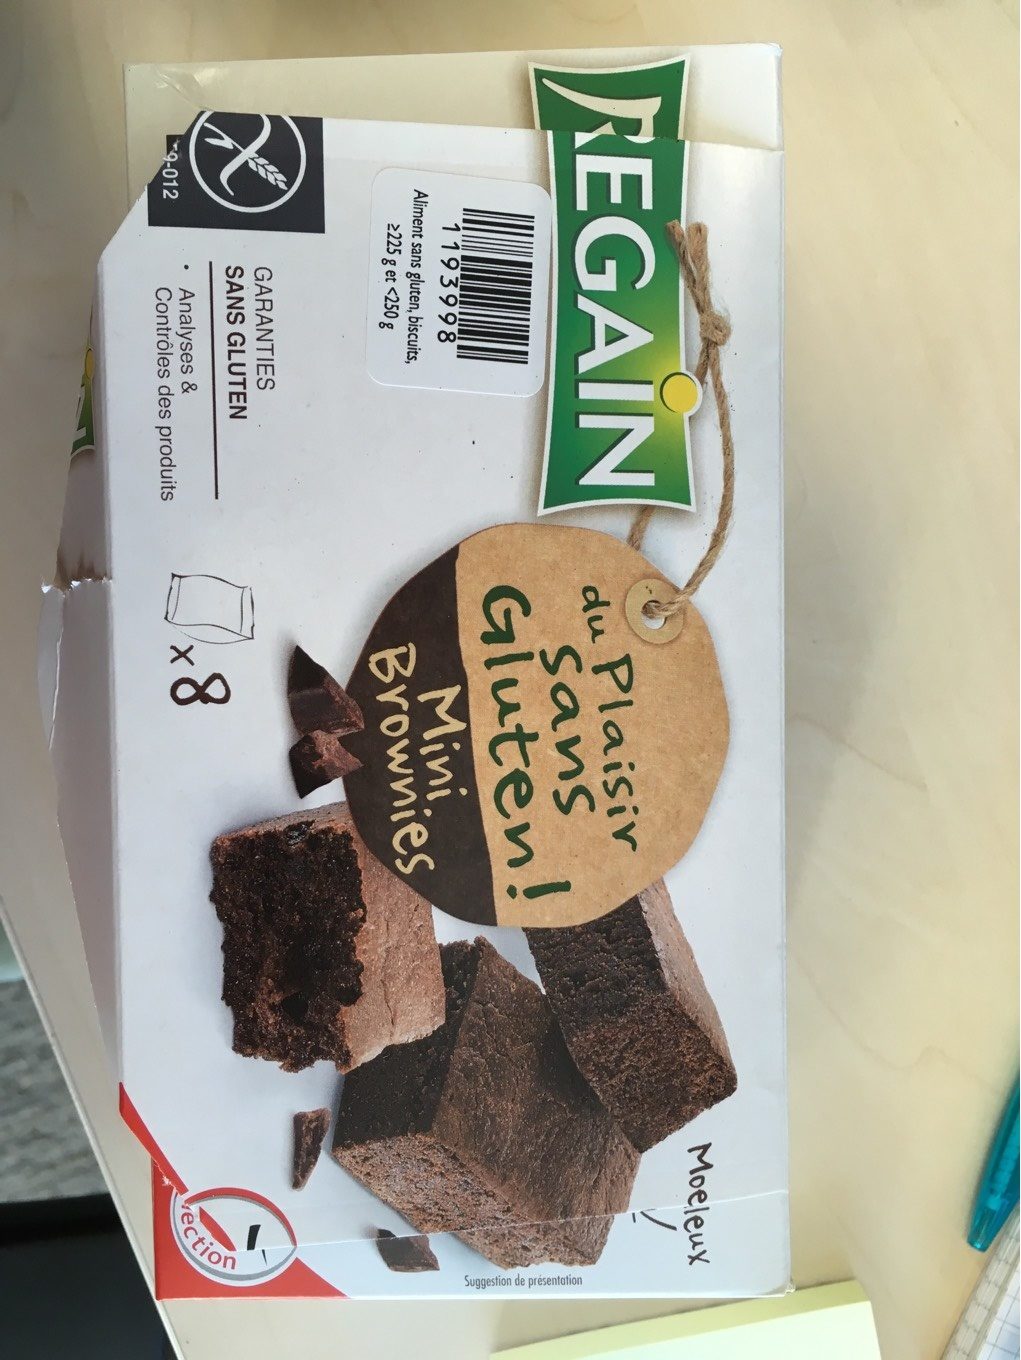 REGAIN
du Plaisir
sans
Gluten!
Mini
Brownies
Moelleux
1193998
Aliment sans gluten, biscuits,
≥225 g et <250 g
9-012
GARANTIES
SANS GLUTEN
• Analyses &
Contrôles des produits
x 8
Suggestion de présentation